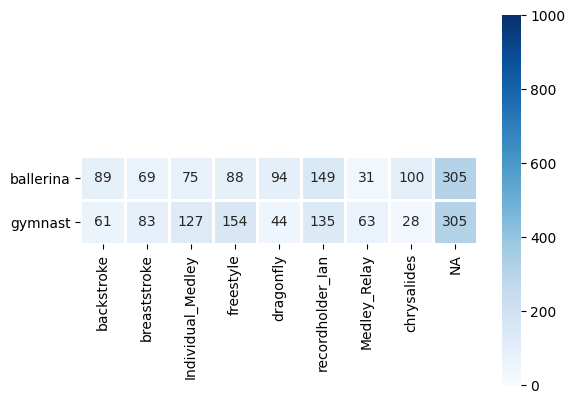 1000
800
600
400
200
0
ballerina 89 69 75 88 94 149 31 100 305
gymnast 61 83 127 154 44 135 63 28 305
backstroke
breaststroke
Individual_Medley
freestyle
dragonfly
recordholder_Ian
Medley_Relay
chrysalides
NA